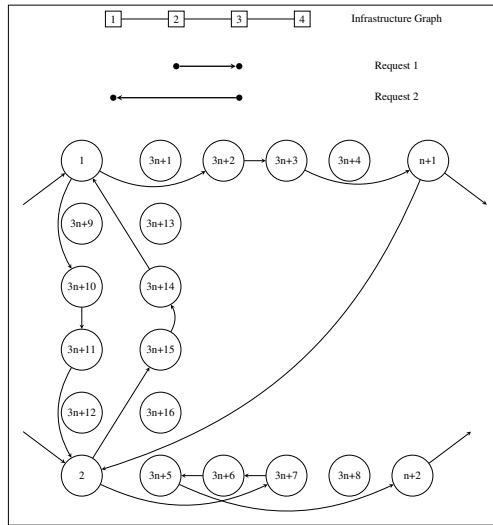 1 2 3 4 Infrastructure Graph
Request 1
Request 2
1 3n+1 3n+2 3n+3 3n+4 n+1
3n+9 3n+13
3n+10 3n+14
3n+11 3n+15
3n+12 3n+16
2 3n+5 3n+6 3n+7 3n+8 n+2